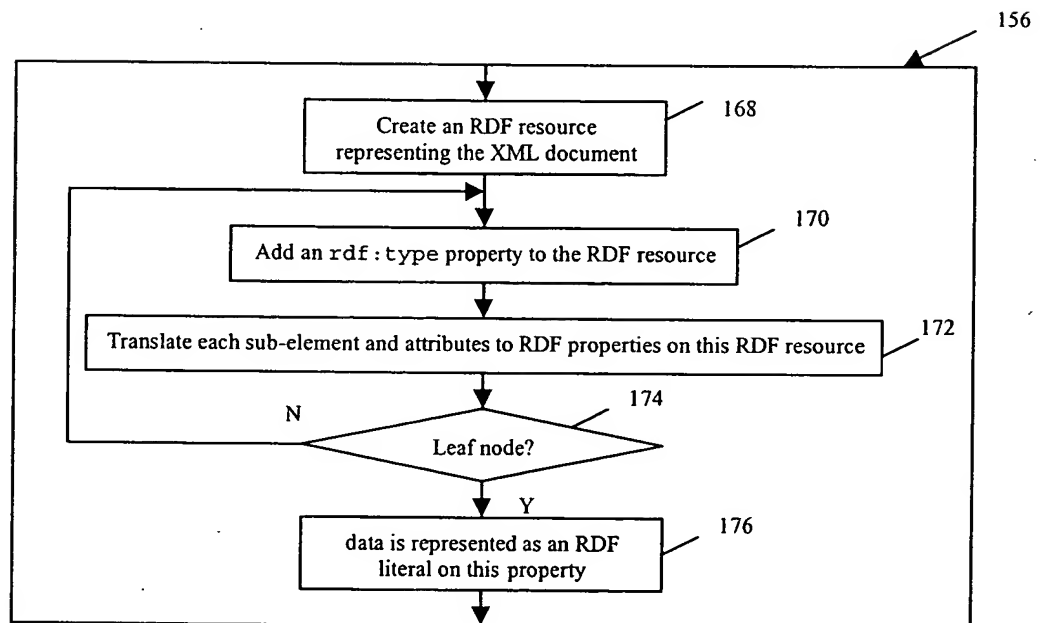 156
168
Create an RDF resource
representing the XML document
170
Add an rdf:type property to the RDF resource
Translate each sub-element and attributes to RDF properties on this RDF resource
172
174
N
Leaf node?
Y
176
data is represented as an RDF
literal on this property